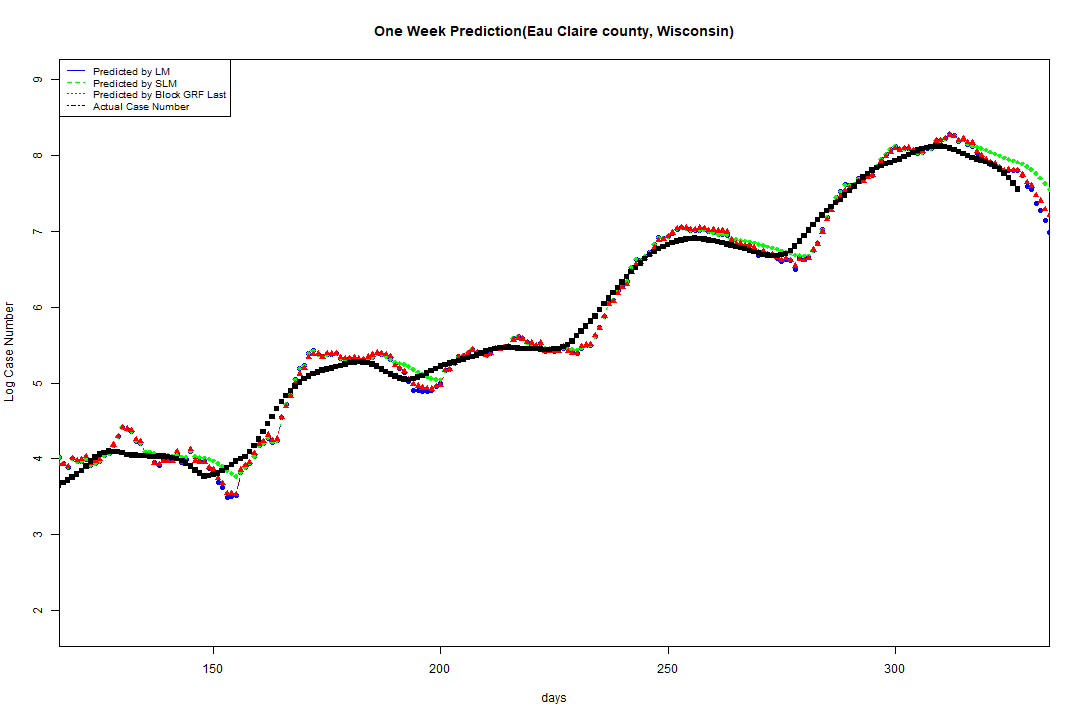 One Week Prediction(Eau Claire county, Wisconsin)
Predicted by LM
Predicted by SLM
Predicted by Block GRF Last
Actual Case Number
Log Case Number
9
8
7
6
5
4
3
2
150 200 250 300
days